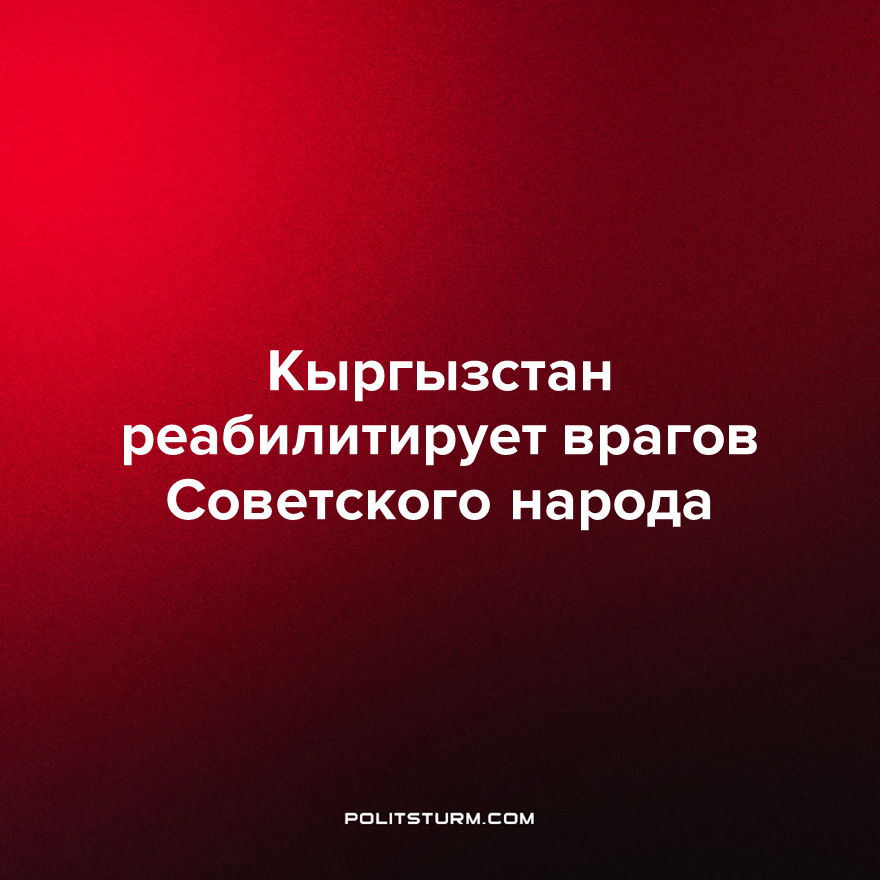 Кыргызстан
реабилитирует врагов
Советского народа
POLITSTURM.COM